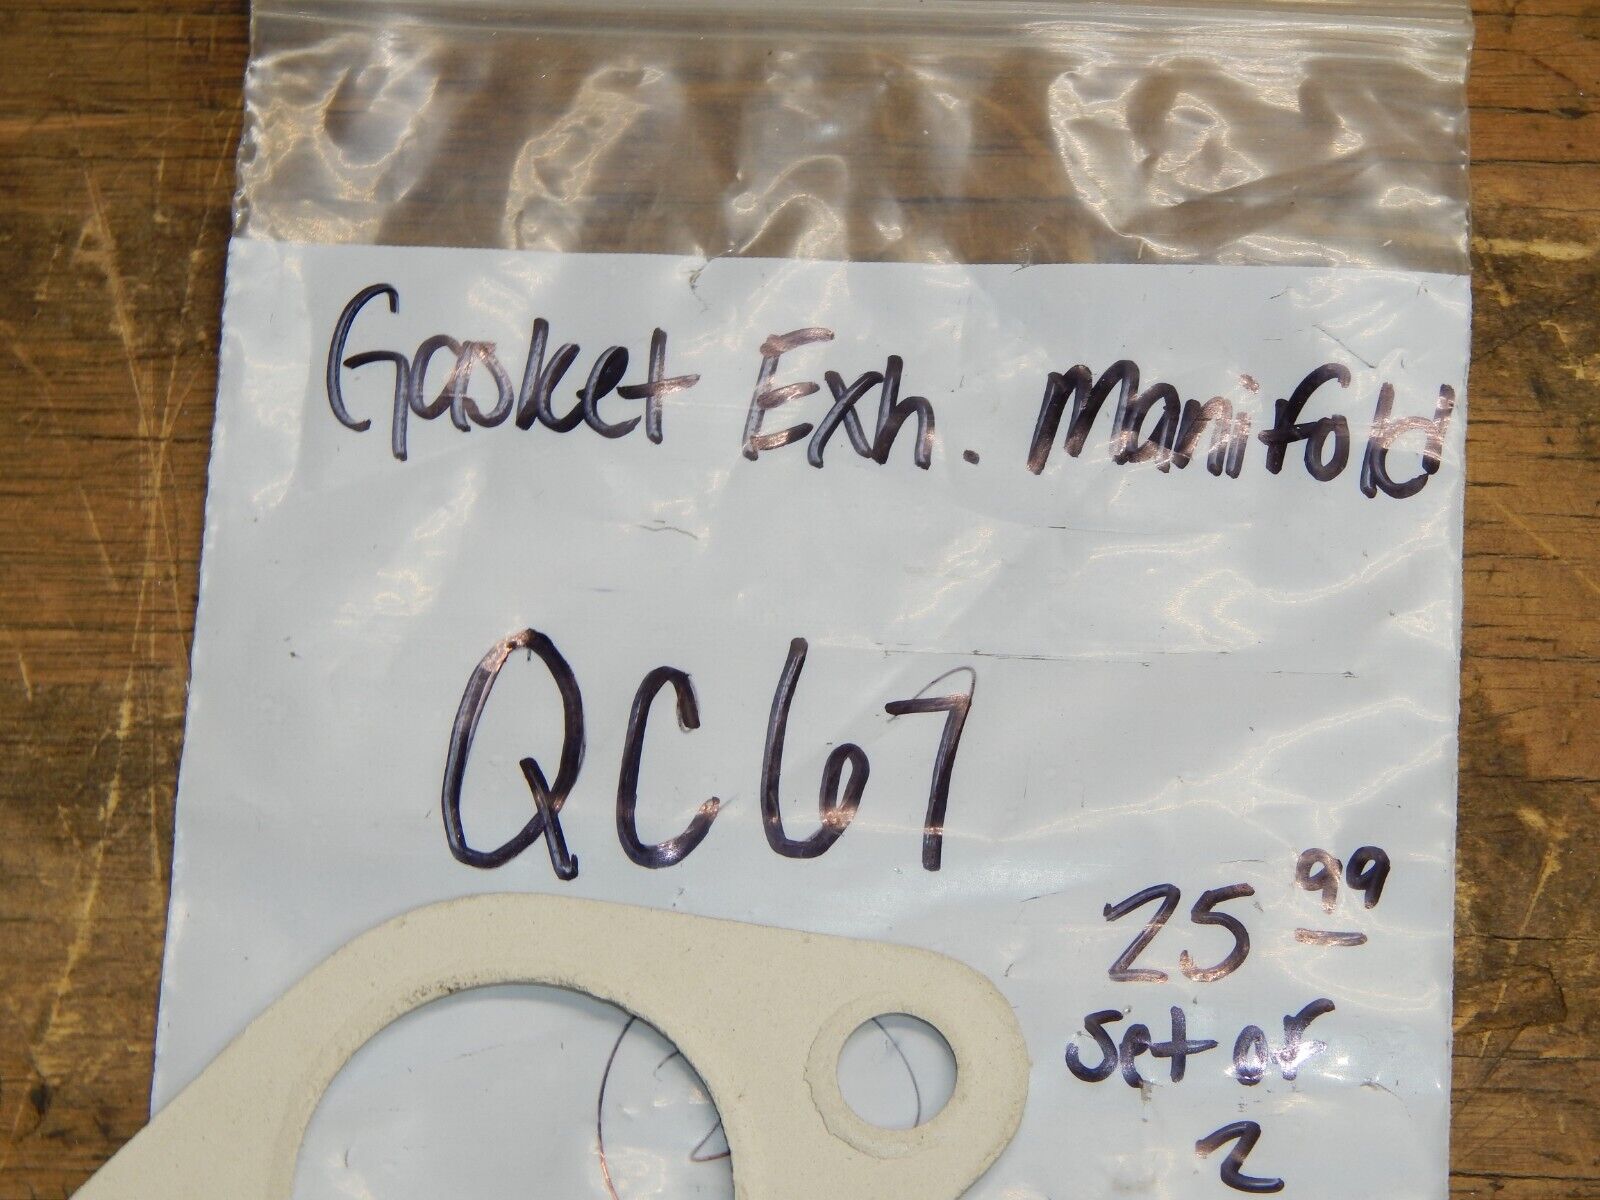 Gasket Exh. Manifold
QC67
25 99
Set of
2